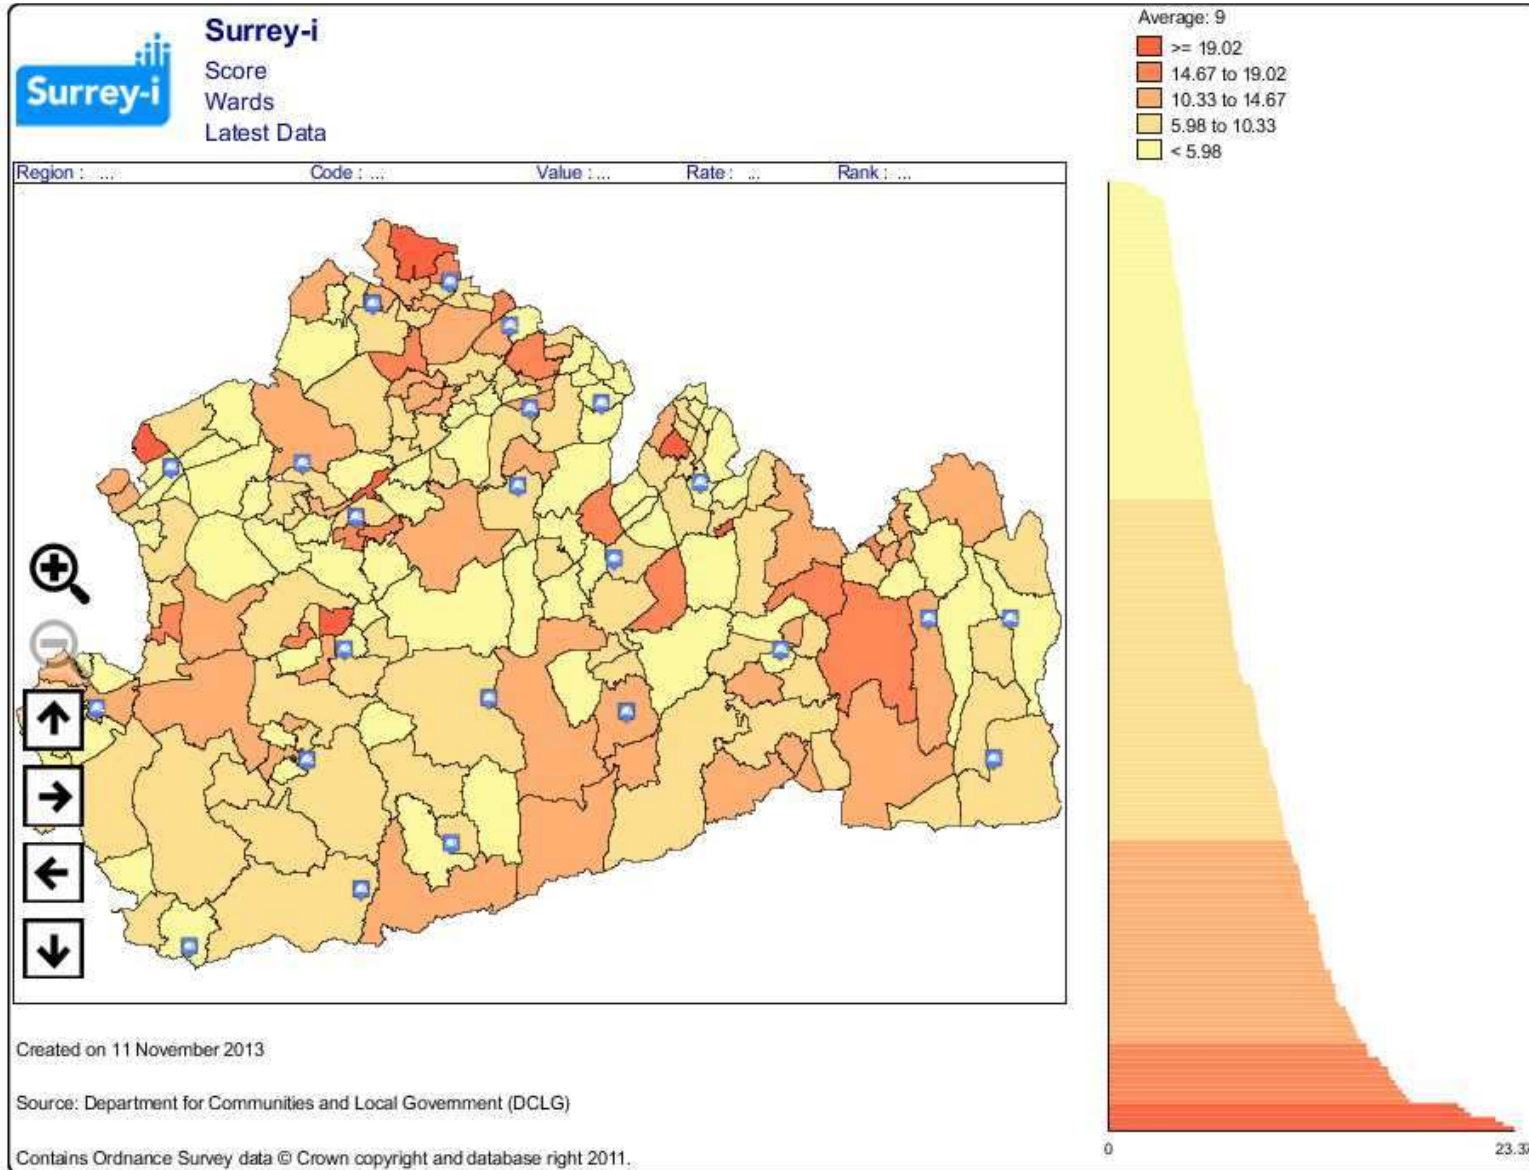 Surrey-i
Surrey-i
Score
Wards
Latest Data
Region : ... Code : ... Value : ... Rate : ... Rank : ...
Average: 9
>= 19.02
14.67 to 19.02
10.33 to 14.67
5.98 to 10.33
< 5.98
0
Created on 11 November 2013
Source: Department for Communities and Local Government (DCLG)
Contains Ordnance Survey data © Crown copyright and database right 2011.